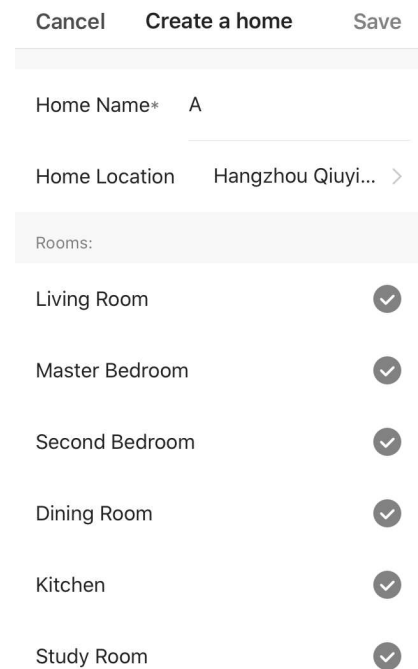 Cancel Create a home Save
Home Name* A
Home Location Hangzhou Qiuyi...
Rooms:
Living Room
Master Bedroom
Second Bedroom
Dining Room
Kitchen
Study Room